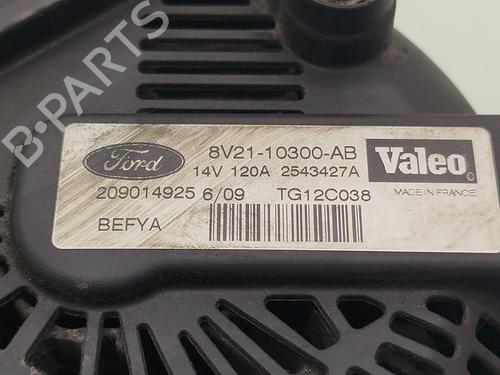 B-PARTS
Ford
8V21-10300-AB
14V 120A 2543427A
Valeo
209014925 6/09 TG12C038
MADE IN FRANCE
BEFYA